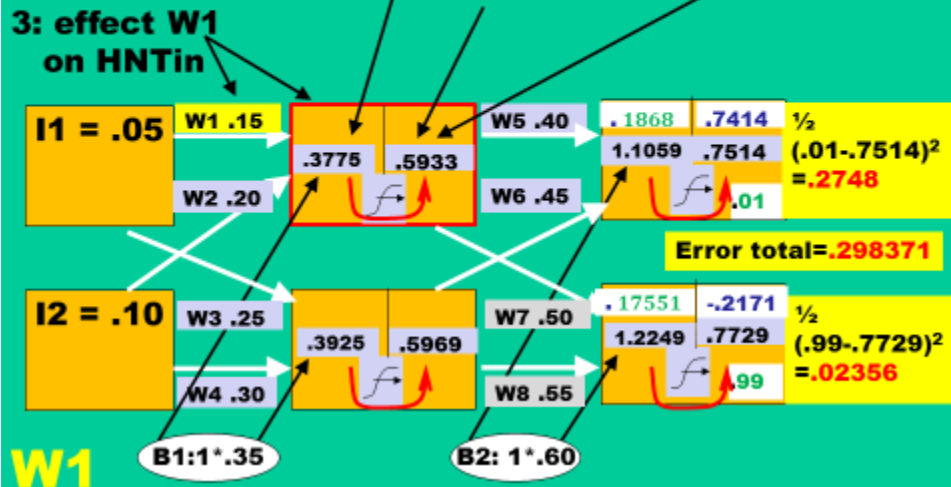 3: effect W1
on HNTin
I1 = .05
W1 .15
W2 .20
.3775
.5933
W5 .40
W6 .45
.1868
.7414
1.1059
.7514
.01
½
(.01-.7514)²
=.2748
Error total=.298371
I2 = .10
W3 .25
W4 .30
.3925
.5969
W7 .50
W8 .55
.17551
-.2171
1.2249
.7729
.99
½
(.99-.7729)²
=.02356
B1:1*.35
B2: 1*.60
W1